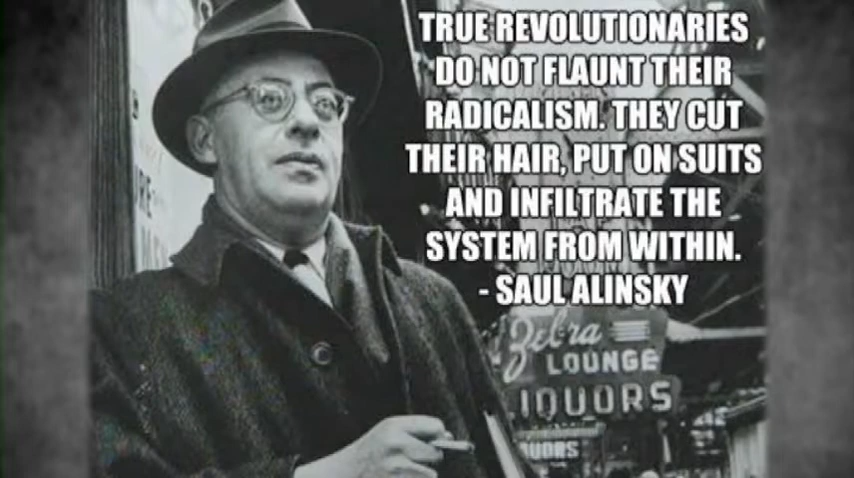 TRUE REVOLUTIONARIES
DO NOT FLAUNT THEIR
RADICALISM. THEY CUT
THEIR HAIR, PUT ON SUITS
AND INFILTRATE THE
SYSTEM FROM WITHIN.
- SAUL ALINSKY
Zebra
LOUNGE
LIQUORS